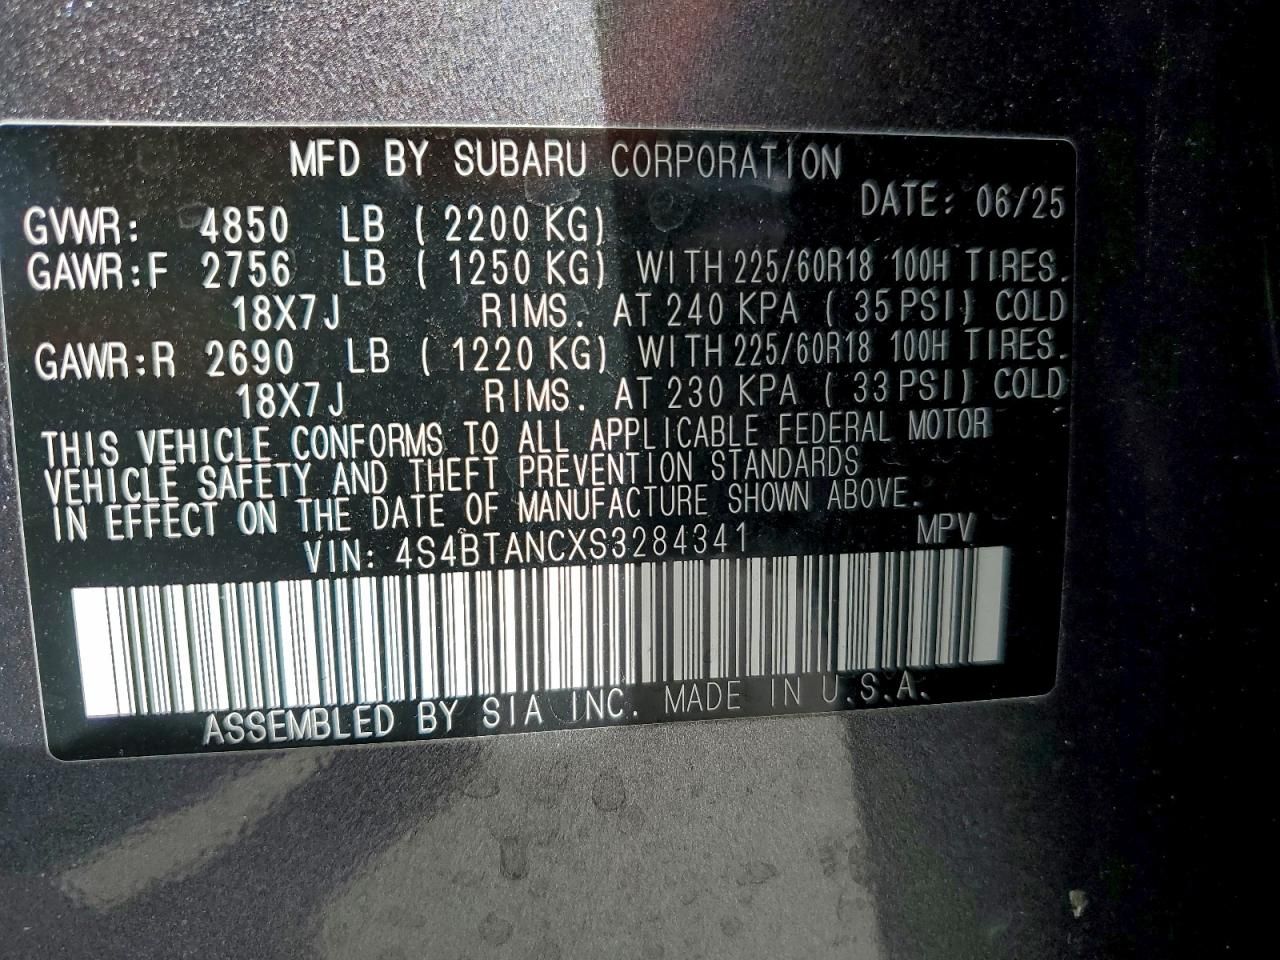 MFD BY SUBARU CORPORATION
DATE: 06/25
GVWR: 4850 LB (2200 KG)
GAWR:F 2756 LB (1250 KG) WITH 225/60R18 100H TIRES.
18X7J RIMS. AT 240 KPA (35 PSI) COLD
GAWR:R 2690 LB (1220 KG) WITH 225/60R18 100H TIRES.
18X7J RIMS. AT 230 KPA (33 PSI) COLD
THIS VEHICLE CONFORMS TO ALL APPLICABLE FEDERAL MOTOR
VEHICLE SAFETY AND THEFT PREVENTION STANDARDS
IN EFFECT ON THE DATE OF MANUFACTURE SHOWN ABOVE.
VIN: 4S4BTANCXS3284341 MPV
ASSEMBLED BY SIA INC. MADE IN U.S.A.